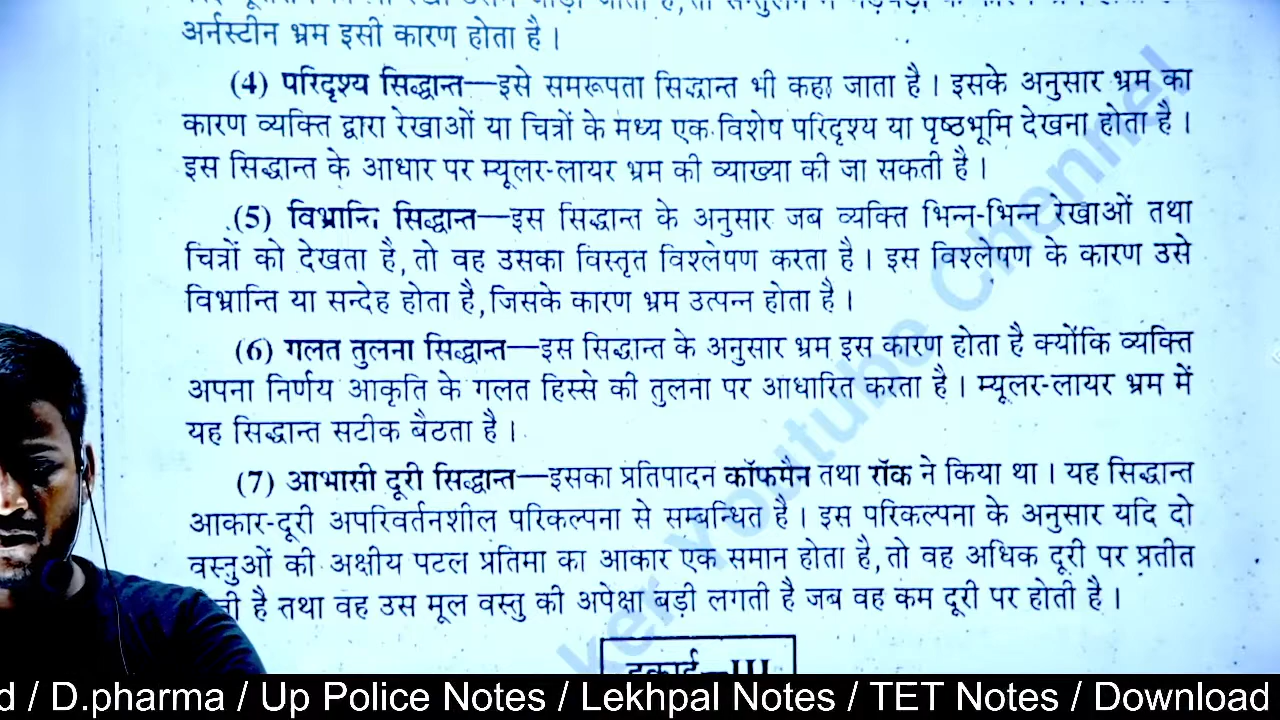 अर्नस्टीन भ्रम इसी कारण होता है।
(4) परिदृश्य सिद्धान्त—इसे समरूपता सिद्धान्त भी कहा जाता है। इसके अनुसार भ्रम का
कारण व्यक्ति द्वारा रेखाओं या चित्रों के मध्य एक विशेष परिदृश्य या पृष्ठभूमि देखना होता है।
इस सिद्धान्त के आधार पर म्यूलर-लायर भ्रम की व्याख्या की जा सकती है।
(5) विभ्रान्ति सिद्धान्त—इस सिद्धान्त के अनुसार जब व्यक्ति भिन्न-भिन्न रेखाओं तथा
चित्रों को देखता है, तो वह उसका विस्तृत विश्लेषण करता है। इस विश्लेषण के कारण उसे
विभ्रान्ति या सन्देह होता है, जिसके कारण भ्रम उत्पन्न होता है।
(6) गलत तुलना सिद्धान्त—इस सिद्धान्त के अनुसार भ्रम इस कारण होता है क्योंकि व्यक्ति
अपना निर्णय आकृति के गलत हिस्से की तुलना पर आधारित करता है। म्यूलर-लायर भ्रम में
यह सिद्धान्त सटीक बैठता है।
(7) आभासी दूरी सिद्धान्त—इसका प्रतिपादन कॉफमैन तथा रॉक ने किया था। यह सिद्धान्त
आकार-दूरी अपरिवर्तनशील परिकल्पना से सम्बन्धित है। इस परिकल्पना के अनुसार यदि दो
वस्तुओं की अक्षीय पटल प्रतिमा का आकार एक समान होता है, तो वह अधिक दूरी पर प्रतीत
है तथा वह उस मूल वस्तु की अपेक्षा बड़ी लगती है जब वह कम दूरी पर होती है।
इकाई—III
ker Youtube Chennel
d / D.pharma / Up Police Notes / Lekhpal Notes / TET Notes / Download